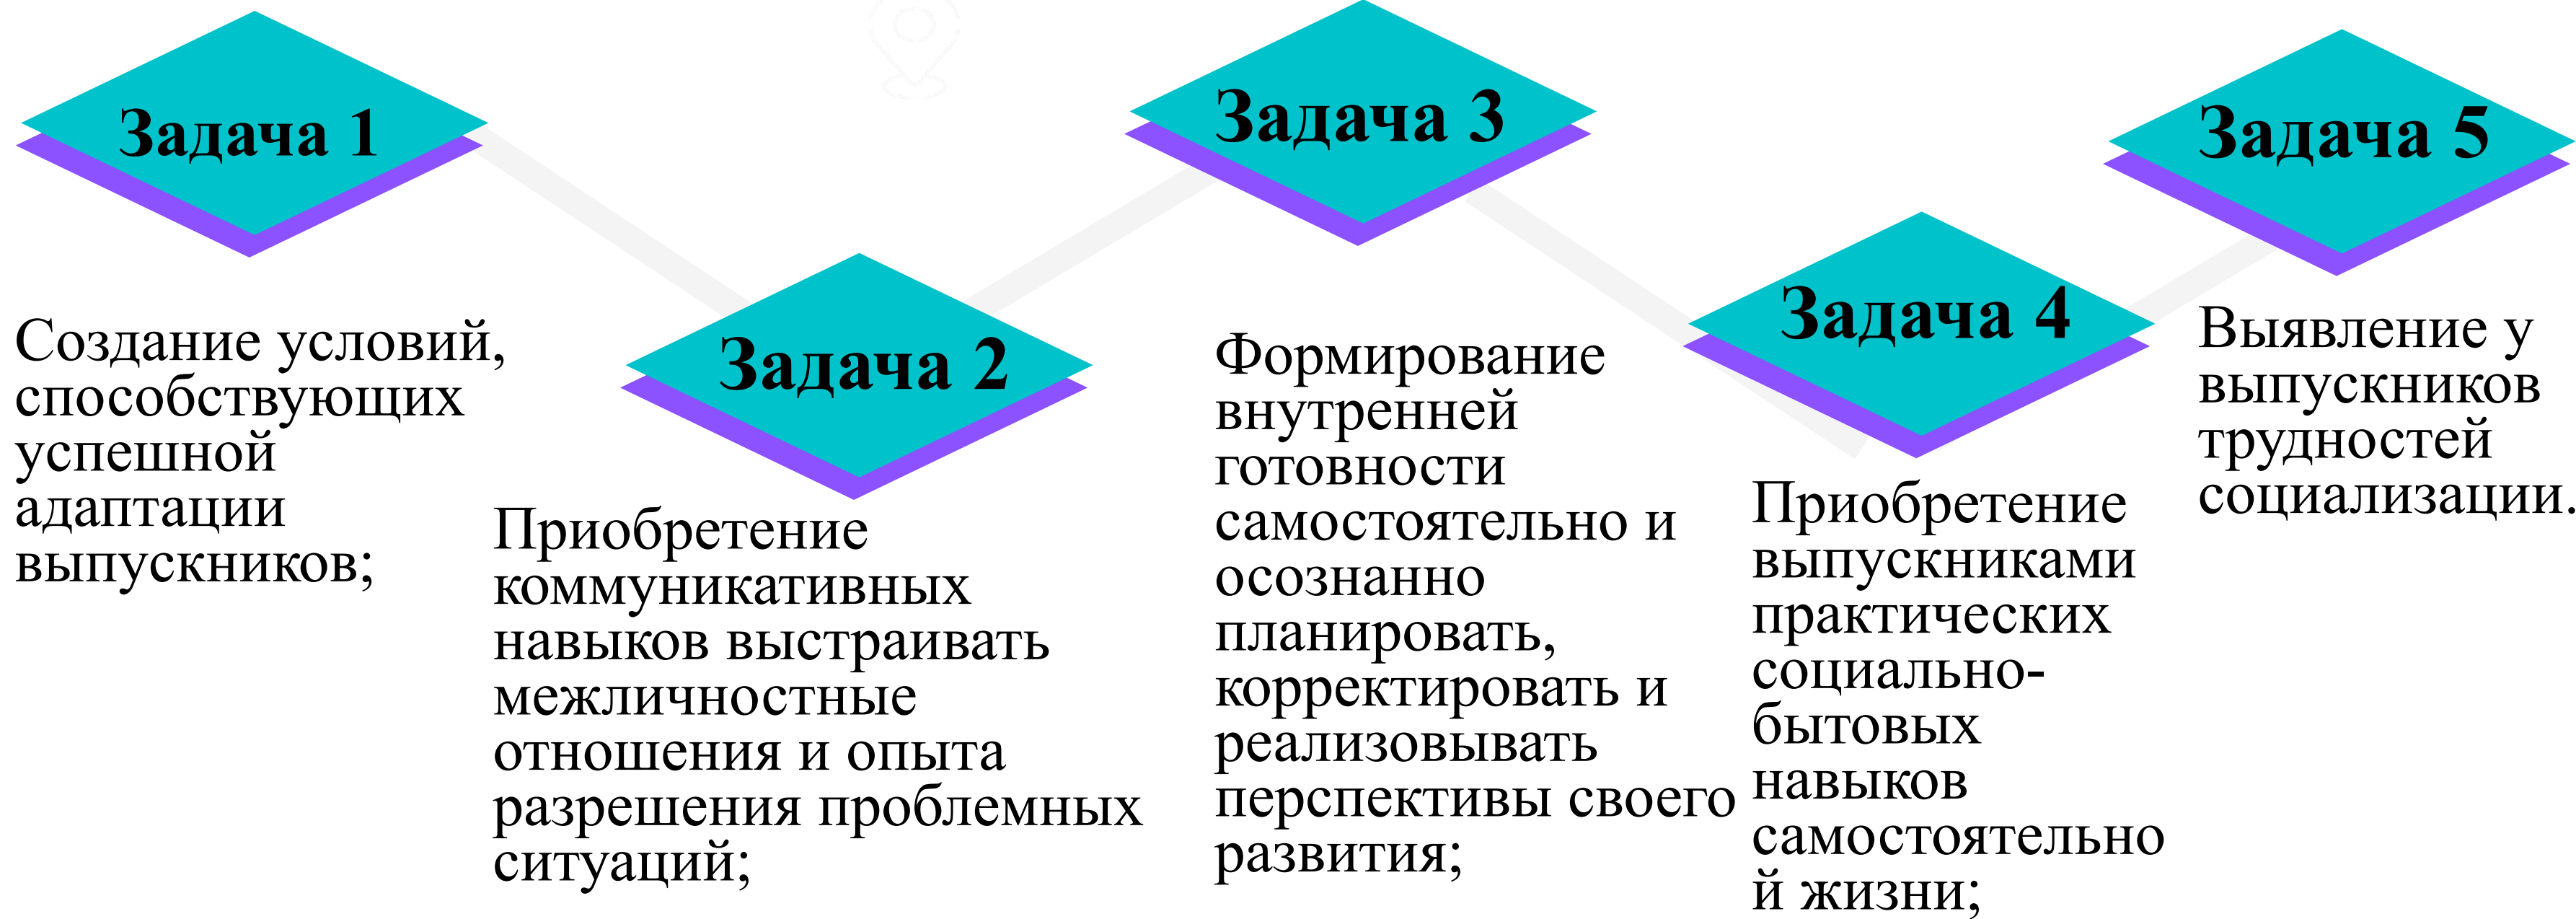 Задача 1
Создание условий,
способствующих
успешной
адаптации
выпускников;
Задача 2
Приобретение
коммуникативных
навыков выстраивать
межличностные
отношения и опыта
разрешения проблемных
ситуаций;
Задача 3
Формирование
внутренней
готовности
самостоятельно и
осознанно
планировать,
корректировать и
реализовывать
перспективы своего
развития;
Задача 4
Приобретение
выпускниками
практических
социально-
бытовых
навыков
самостоятельно
й жизни;
Задача 5
Выявление у
выпускников
трудностей
социализации.